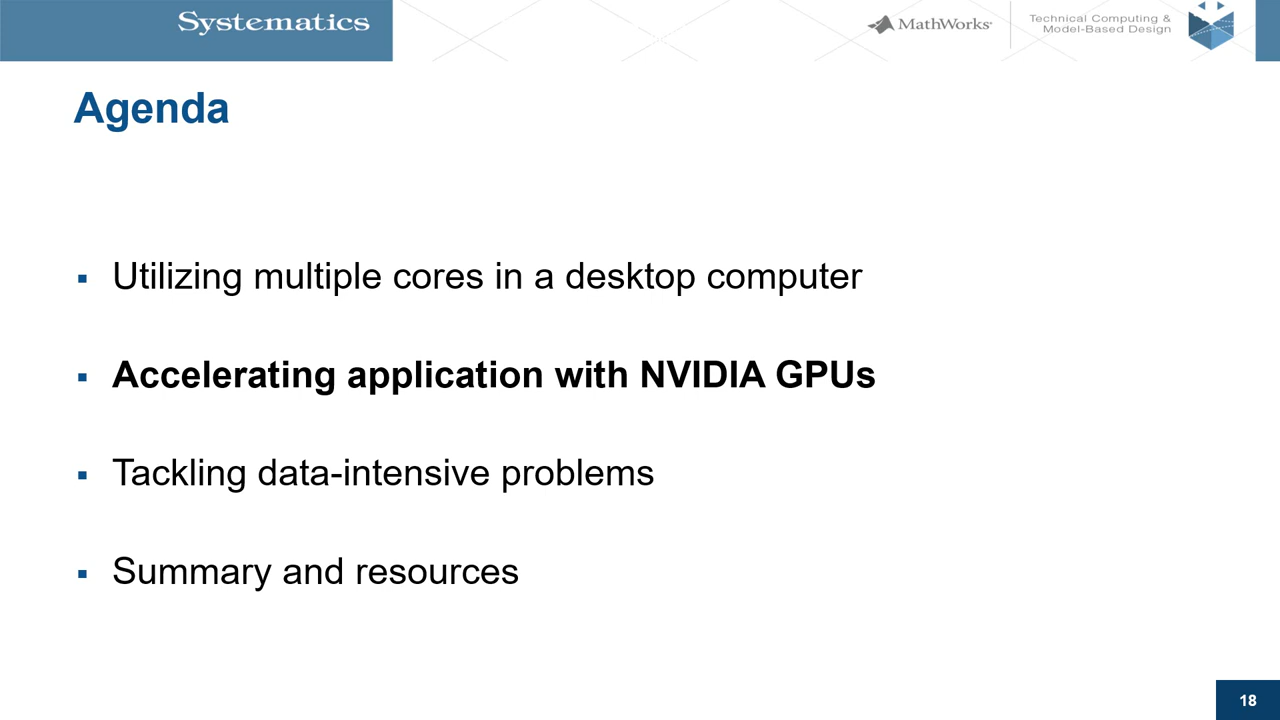 Systematics
MathWorks
Technical Computing &
Model-Based Design
Agenda
Utilizing multiple cores in a desktop computer
Accelerating application with NVIDIA GPUs
Tackling data-intensive problems
Summary and resources
18